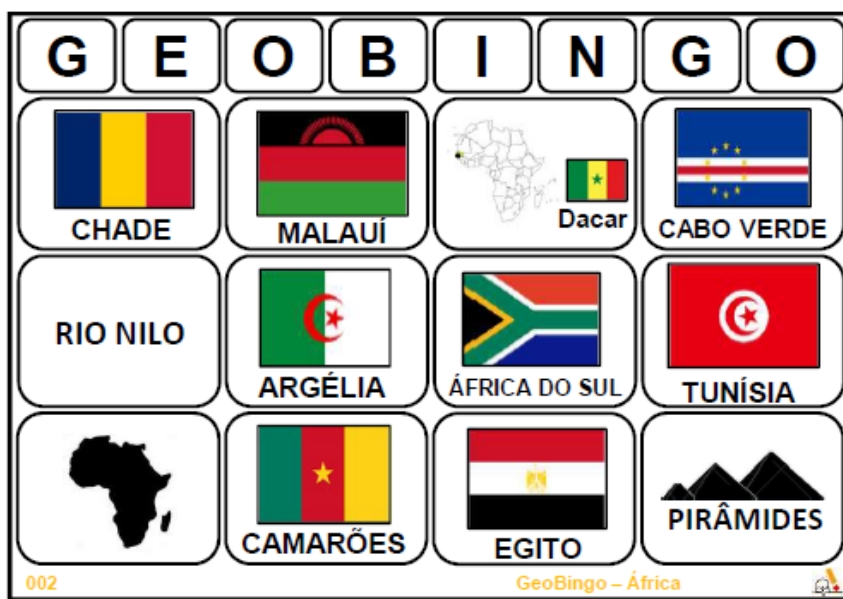 G E O B I N G O
CHADE
MALAUÍ
Dacar
CABO VERDE
RIO NILO
ARGÉLIA
ÁFRICA DO SUL
TUNÍSIA
CAMARÕES
EGITO
PIRÂMIDES
002
GeoBingo – África